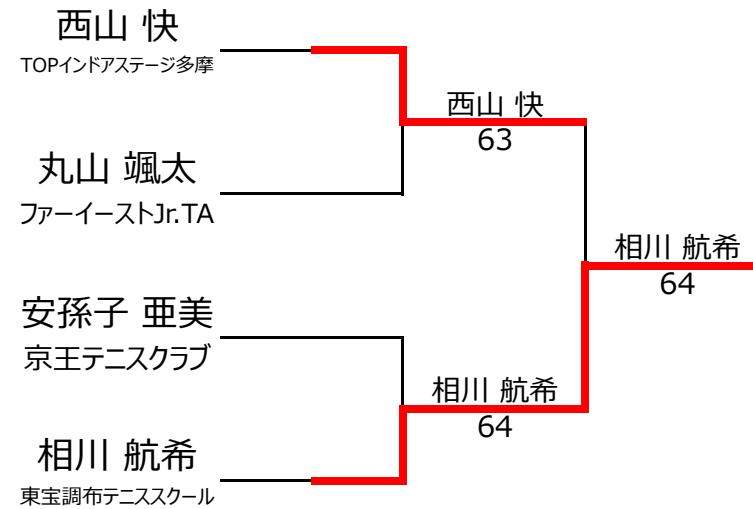 西山 快
TOPインドアステージ多摩
西山 快
63
丸山 颯太
ファーイーストJr.TA
相川 航希
64
安孫子 亜美
京王テニスクラブ
相川 航希
64
相川 航希
東宝調布テニススクール